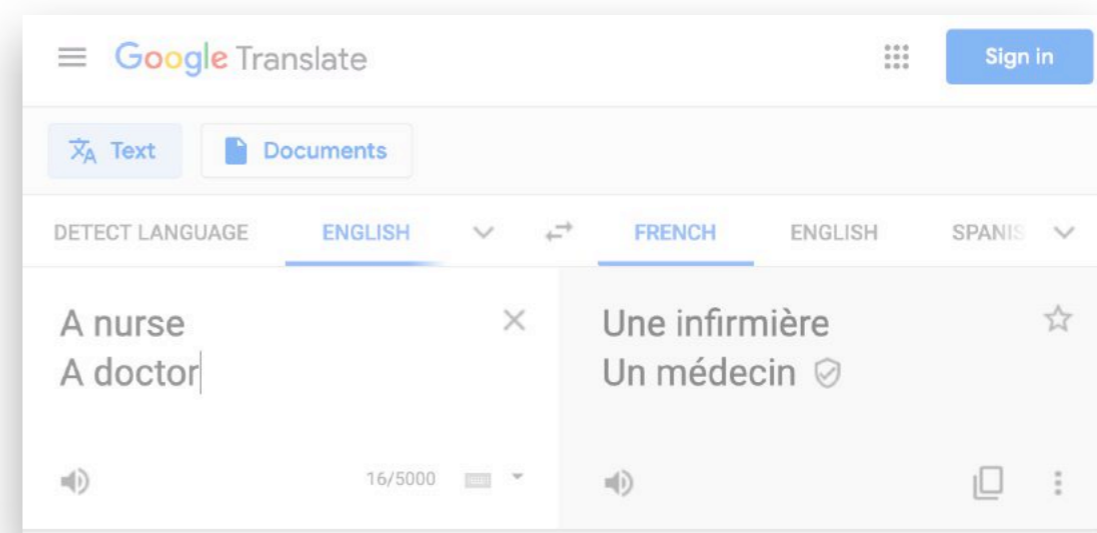 Google Translate
Sign in
Text
Documents
DETECT LANGUAGE ENGLISH FRENCH ENGLISH SPANIS
A nurse
A doctor
Une infirmière
Un médecin
16/5000